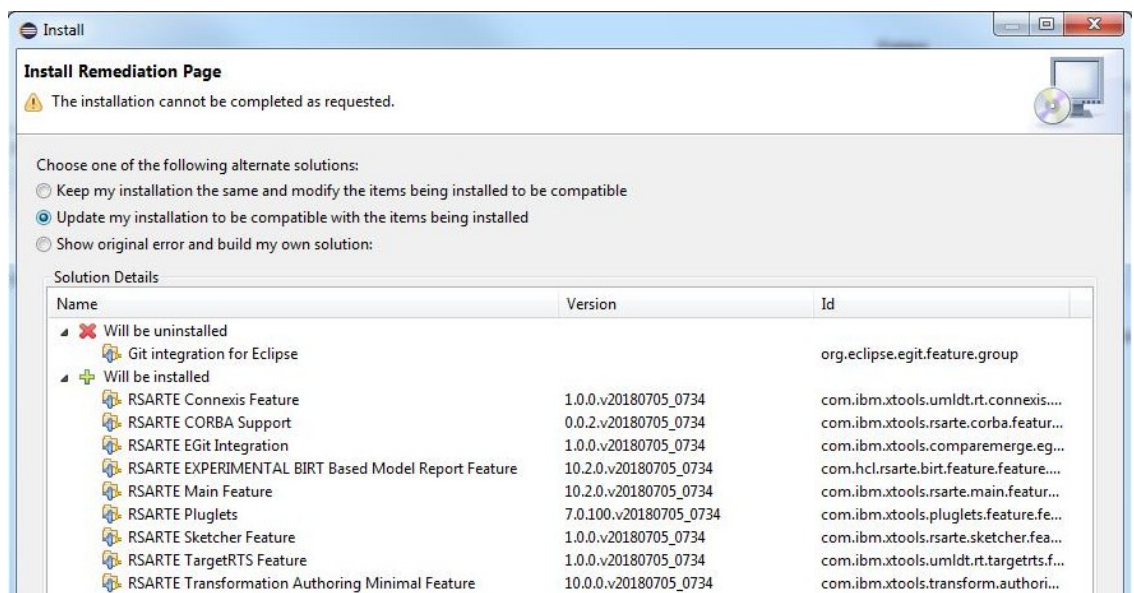 Install
Install Remediation Page
The installation cannot be completed as requested.
Choose one of the following alternate solutions:
Keep my installation the same and modify the items being installed to be compatible
Update my installation to be compatible with the items being installed
Show original error and build my own solution:
Solution Details
Name Version Id
Will be uninstalled
Git integration for Eclipse org.eclipse.egit.feature.group
Will be installed
RSARTE Connexis Feature 1.0.0.v20180705_0734 com.ibm.xtools.umldt.rt.connexis....
RSARTE CORBA Support 0.0.2.v20180705_0734 com.ibm.xtools.rsarte.corba.featur...
RSARTE EGit Integration 1.0.0.v20180705_0734 com.ibm.xtools.comparemerge.eg...
RSARTE EXPERIMENTAL BIRT Based Model Report Feature 10.2.0.v20180705_0734 com.hcl.rsarte.birt.feature.feature....
RSARTE Main Feature 10.2.0.v20180705_0734 com.ibm.xtools.rsarte.main.featur...
RSARTE Pluglets 7.0.100.v20180705_0734 com.ibm.xtools.pluglets.feature.fe...
RSARTE Sketcher Feature 1.0.0.v20180705_0734 com.ibm.xtools.rsarte.sketcher.fea...
RSARTE TargetRTS Feature 1.0.0.v20180705_0734 com.ibm.xtools.umldt.rt.targetrts.f...
RSARTE Transformation Authoring Minimal Feature 10.0.0.v20180705_0734 com.ibm.xtools.transform.authori...